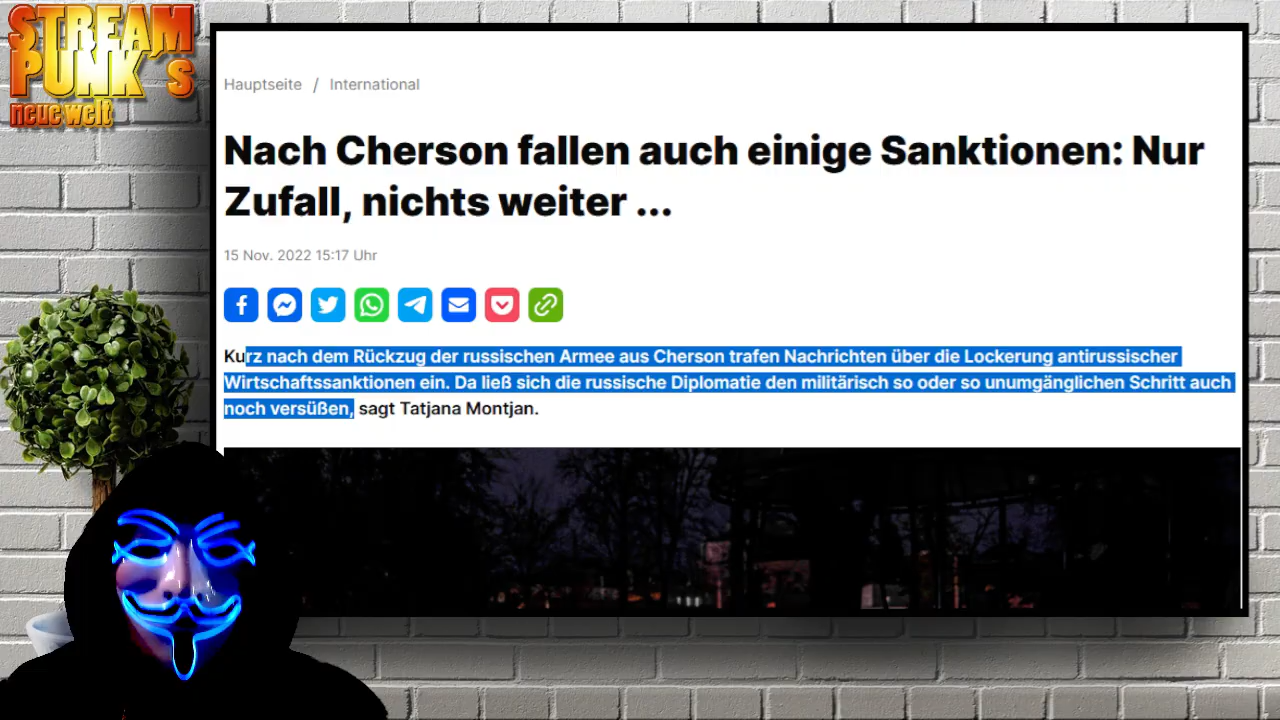 STREAM
PUNK´s
neue welt
Hauptseite / International
Nach Cherson fallen auch einige Sanktionen: Nur
Zufall, nichts weiter ...
15 Nov. 2022 15:17 Uhr
Kurz nach dem Rückzug der russischen Armee aus Cherson trafen Nachrichten über die Lockerung antirussischer
Wirtschaftssanktionen ein. Da ließ sich die russische Diplomatie den militärisch so oder so unumgänglichen Schritt auch
noch versüßen, sagt Tatjana Montjan.